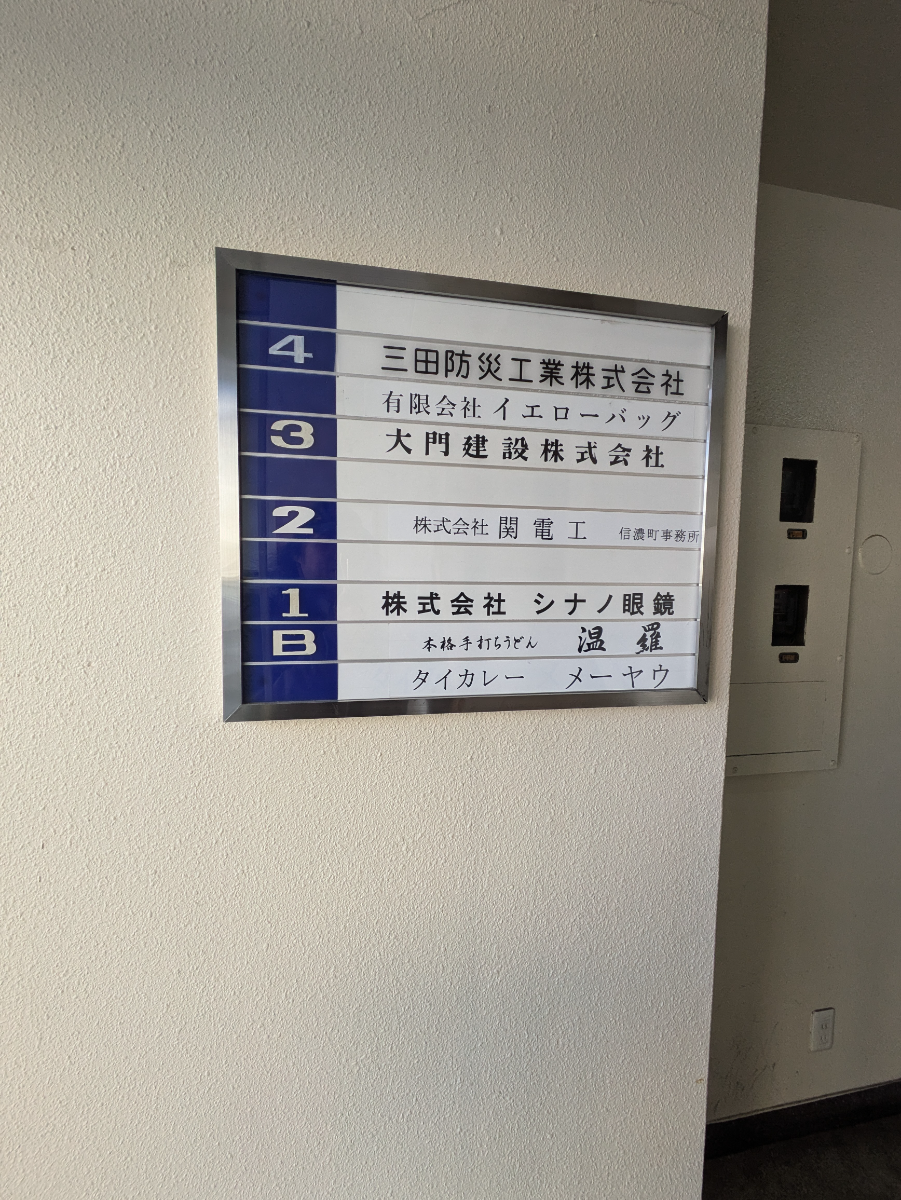 4 三田防災工業株式会社
有限会社 イエローバッグ
3 大門建設株式会社
2 株式会社 関電工 信濃町事務所
1 株式会社 シナノ眼鏡
B 本格手打ちうどん 温羅
タイカレー メーヤウ